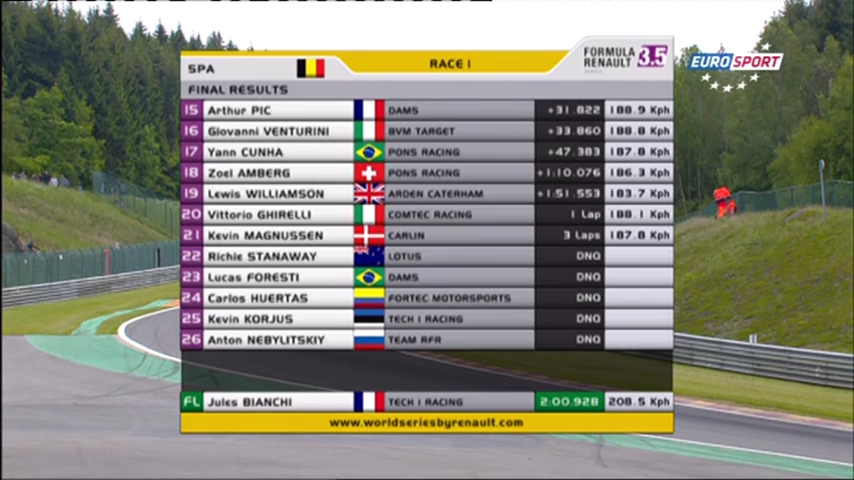 SPA RACE 1 FORMULA RENAULT 3.5 SERIES
EUROSPORT
FINAL RESULTS
15 Arthur PIC DAMS +31.822 188.9 Kph
16 Giovanni VENTURINI BVM TARGET +33.860 188.8 Kph
17 Yann CUNHA PONS RACING +47.383 187.8 Kph
18 Zoel AMBERG PONS RACING +1:10.076 186.3 Kph
19 Lewis WILLIAMSON ARDEN CATERHAM +1:51.553 183.7 Kph
20 Vittorio GHIRELLI COMTEC RACING 1 Lap 188.1 Kph
21 Kevin MAGNUSSEN CARLIN 3 Laps 187.8 Kph
22 Richie STANAWAY LOTUS DNQ
23 Lucas FORESTI DAMS DNQ
24 Carlos HUERTAS FORTEC MOTORSPORTS DNQ
25 Kevin KORJUS TECH 1 RACING DNQ
26 Anton NEBYLITSKIY TEAM RFR DNQ
FL Jules BIANCHI TECH 1 RACING 2:00.928 208.5 Kph
www.worldseriesbyrenault.com